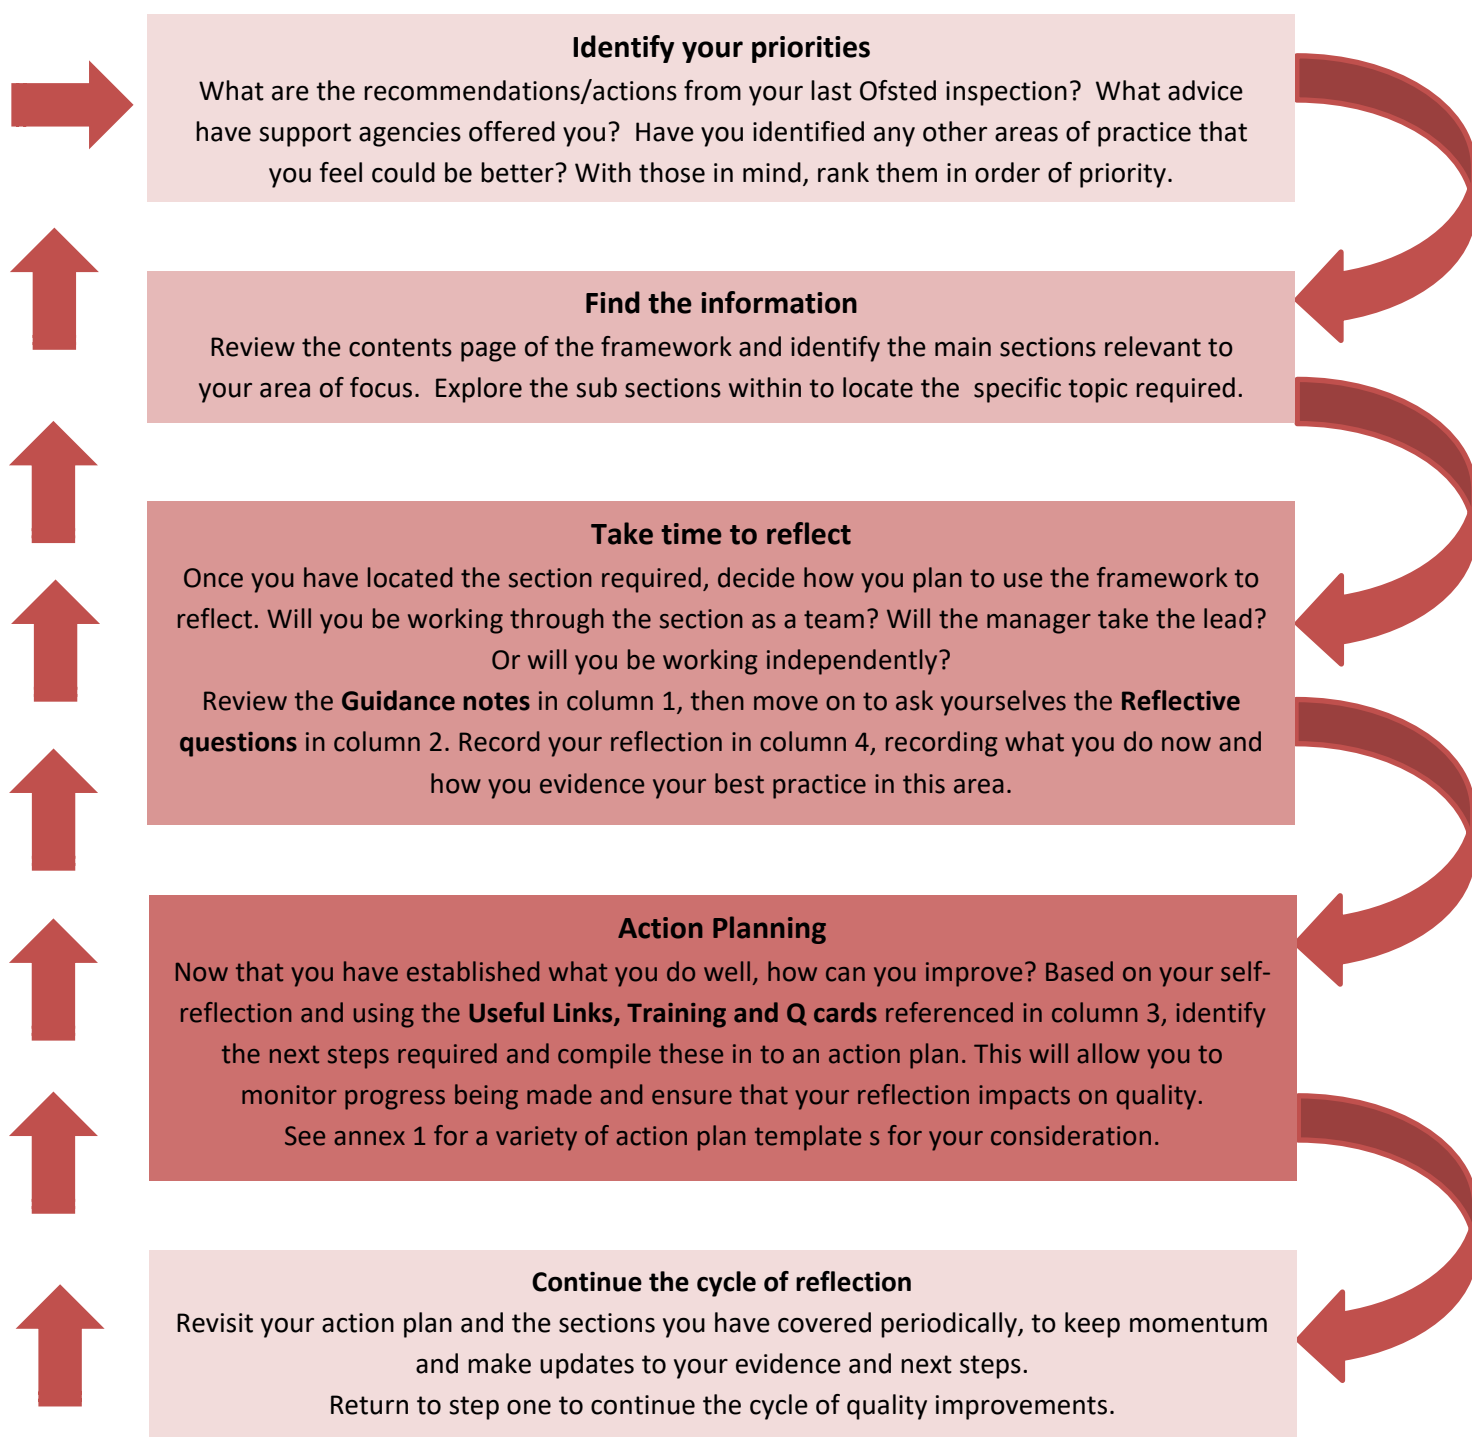 Identify your priorities
What are the recommendations/actions from your last Ofsted inspection?  What advice
have support agencies offered you?  Have you identified any other areas of practice that
you feel could be better? With those in mind, rank them in order of priority.
Find the information
Review the contents page of the framework and identify the main sections relevant to
your area of focus.  Explore the sub sections within to locate the  specific topic required.
Take time to reflect
Once you have located the section required, decide how you plan to use the framework to
reflect. Will you be working through the section as a team? Will the manager take the lead?
Or will you be working independently?
Review the Guidance notes in column 1, then move on to ask yourselves the Reflective
questions in column 2. Record your reflection in column 4, recording what you do now and
how you evidence your best practice in this area.
Action Planning
Now that you have established what you do well, how can you improve? Based on your self-
reflection and using the Useful Links, Training and Q cards referenced in column 3, identify
the next steps required and compile these in to an action plan. This will allow you to
monitor progress being made and ensure that your reflection impacts on quality.
See annex 1 for a variety of action plan template s for your consideration.
Continue the cycle of reflection
Revisit your action plan and the sections you have covered periodically, to keep momentum
and make updates to your evidence and next steps.
Return to step one to continue the cycle of quality improvements.